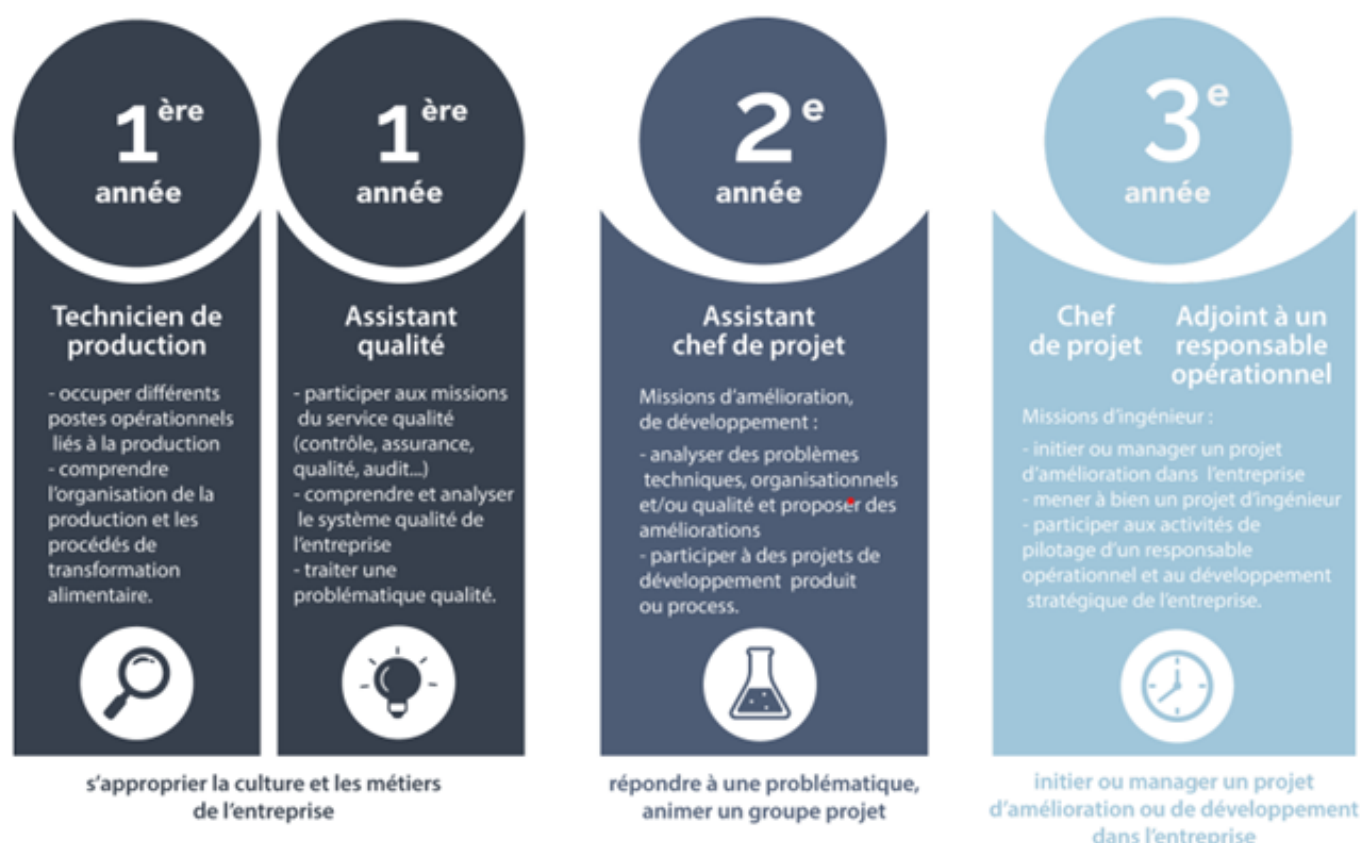 1ère
année
Technicien de
production
- occuper différents
postes opérationnels
liés à la production
- comprendre
l'organisation de la
production et les
procédés de
transformation
alimentaire.
1ère
année
Assistant
qualité
- participer aux missions
du service qualité
(contrôle, assurance,
qualité, audit...)
- comprendre et analyser
le système qualité de
l'entreprise
- traiter une
problématique qualité.
s'approprier la culture et les métiers
de l'entreprise
2e
année
Assistant
chef de projet
Missions d'amélioration,
de développement :
- analyser des problèmes
techniques, organisationnels
et/ou qualité et proposer des
améliorations
- participer à des projets de
développement produit
ou process.
répondre à une problématique,
animer un groupe projet
3e
année
Chef
de projet
Adjoint à un
responsable
opérationnel
Missions d'ingénieur :
- initier ou manager un projet
d'amélioration dans l'entreprise
- mener à bien un projet d'ingénieur
- participer aux activités de
pilotage d'un responsable
opérationnel et au développement
stratégique de l'entreprise.
initier ou manager un projet
d'amélioration ou de développement
dans l'entreprise